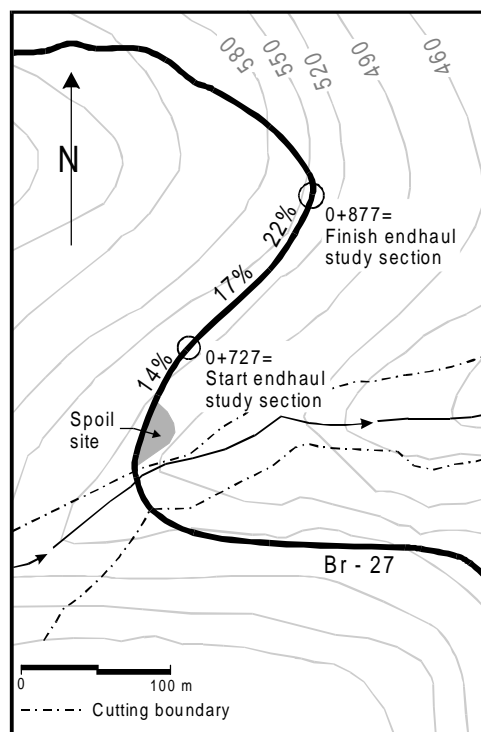 580
550
520
490
460
N
22%
0+877=
Finish endhaul
study section
17%
14%
0+727=
Start endhaul
study section
Spoil
site
Br - 27
0
100 m
Cutting boundary